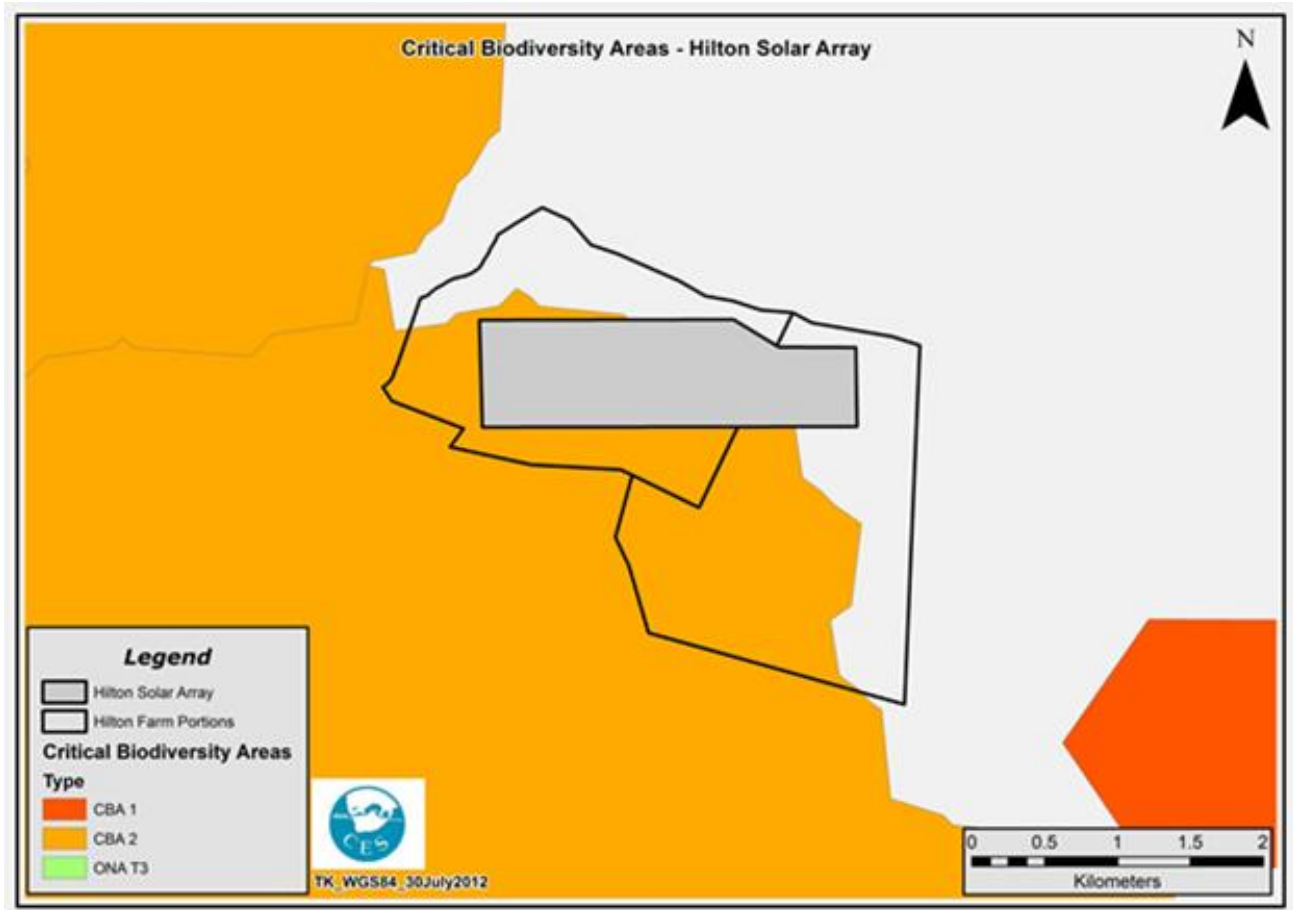 Critical Biodiversity Areas - Hilton Solar Array
N
Legend
Hilton Solar Array
Hilton Farm Portions
Critical Biodiversity Areas
Type
CBA 1
CBA 2
ONA T3
CES
TK_WGS84_30July2012
0 0.5 1 1.5 2
Kilometers